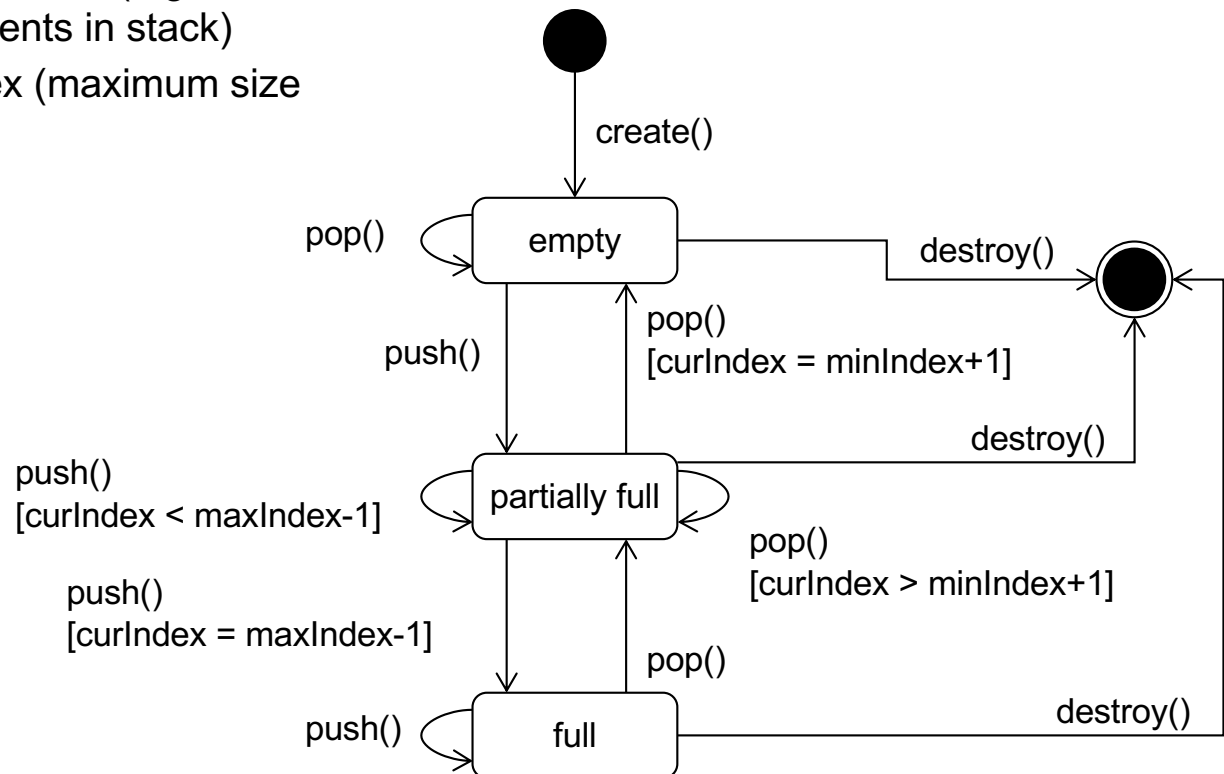 ents in stack)
ex (maximum size
create()
pop()
empty
destroy()
push()
pop()
[curIndex = minIndex+1]
destroy()
push()
[curIndex < maxIndex-1]
partially full
pop()
[curIndex > minIndex+1]
push()
[curIndex = maxIndex-1]
pop()
push()
full
destroy()